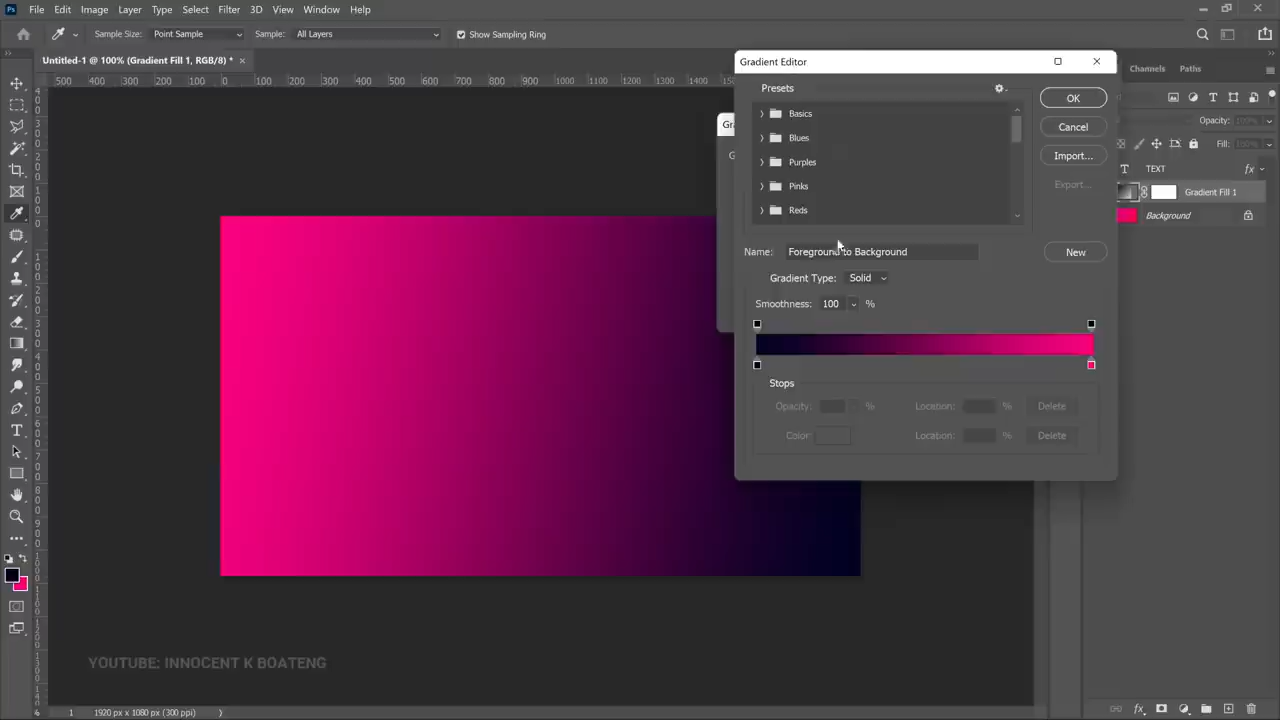 Ps File Edit Image Layer Type Select Filter 3D View Window Help
Sample Size: Point Sample Sample: All Layers Show Sampling Ring
Untitled-1 @ 100% (Gradient Fill 1, RGB/8) * ×
500 400 300 200 100 0 100 200 300 400 500 600 700 800 900 1000 1100 1200 1300 1400
Gradient Editor
Channels Paths
Presets
Basics
Blues
Purples
Pinks
Reds
OK
Cancel
Import...
Export...
Opacity: 100%
Fill: 100%
TEXT fx
Gradient Fill 1
Background
Name: Foreground to Background New
Gradient Type: Solid
Smoothness: 100 %
Stops
Opacity: % Location: % Delete
Color: Location: % Delete
YOUTUBE: INNOCENT K BOATENG
% 1 1920 px x 1080 px (300 ppi)